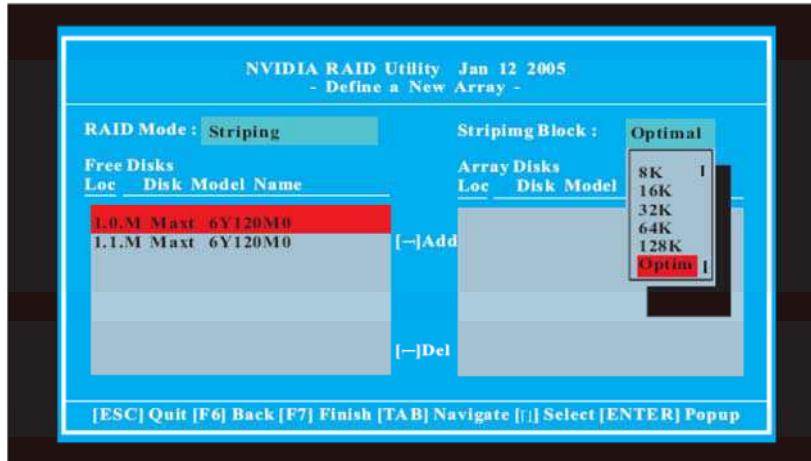 NVIDIA RAID Utility Jan 12 2005
- Define a New Array -
RAID Mode : Striping
Stripimg Block : Optimal
Free Disks
Loc Disk Model Name
Array Disks
Loc Disk Model
8K
16K
32K
64K
128K
Optim
1.0.M Maxt 6Y120M0
1.1.M Maxt 6Y120M0
[—]Add
[—]Del
[ESC] Quit [F6] Back [F7] Finish [TAB] Navigate [↑↓] Select [ENTER] Popup